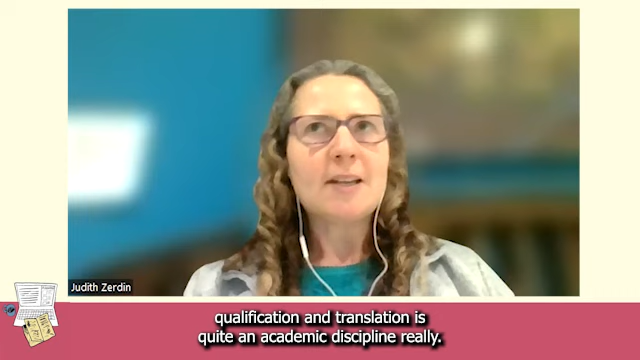 Judith Zerdin
qualification and translation is
quite an academic discipline really.